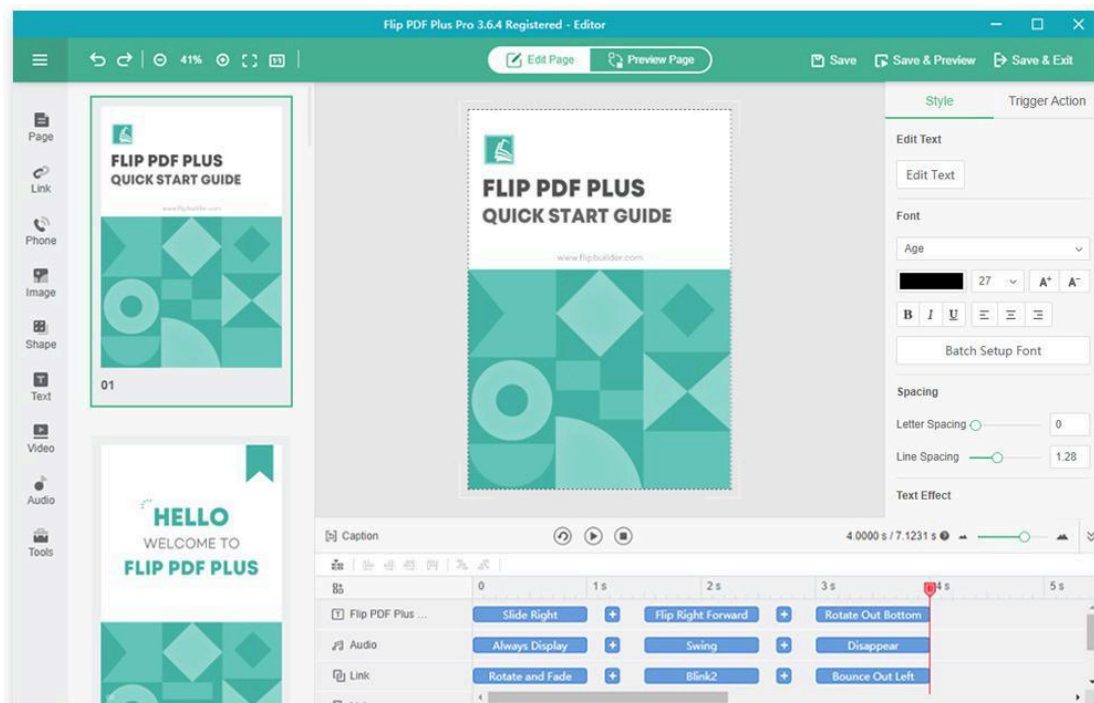 Flip PDF Plus Pro 3.6.4 Registered - Editor
41%
Edit Page
Preview Page
Save
Save & Preview
Save & Exit
Page
Link
Phone
Image
Shape
Text
Video
Audio
Tools
FLIP PDF PLUS
QUICK START GUIDE
www.flipbuilder.com
01
HELLO
WELCOME TO
FLIP PDF PLUS
FLIP PDF PLUS
QUICK START GUIDE
www.flipbuilder.com
Style
Trigger Action
Edit Text
Edit Text
Font
Age
27
A+
A-
B I U
Batch Setup Font
Spacing
Letter Spacing
0
Line Spacing
1.28
Text Effect
Caption
4.0000 s / 7.1231 s
0
1 s
2 s
3 s
4 s
5 s
Flip PDF Plus ...
Slide Right
Flip Right Forward
Rotate Out Bottom
Audio
Always Display
Swing
Disappear
Link
Rotate and Fade
Blink2
Bounce Out Left